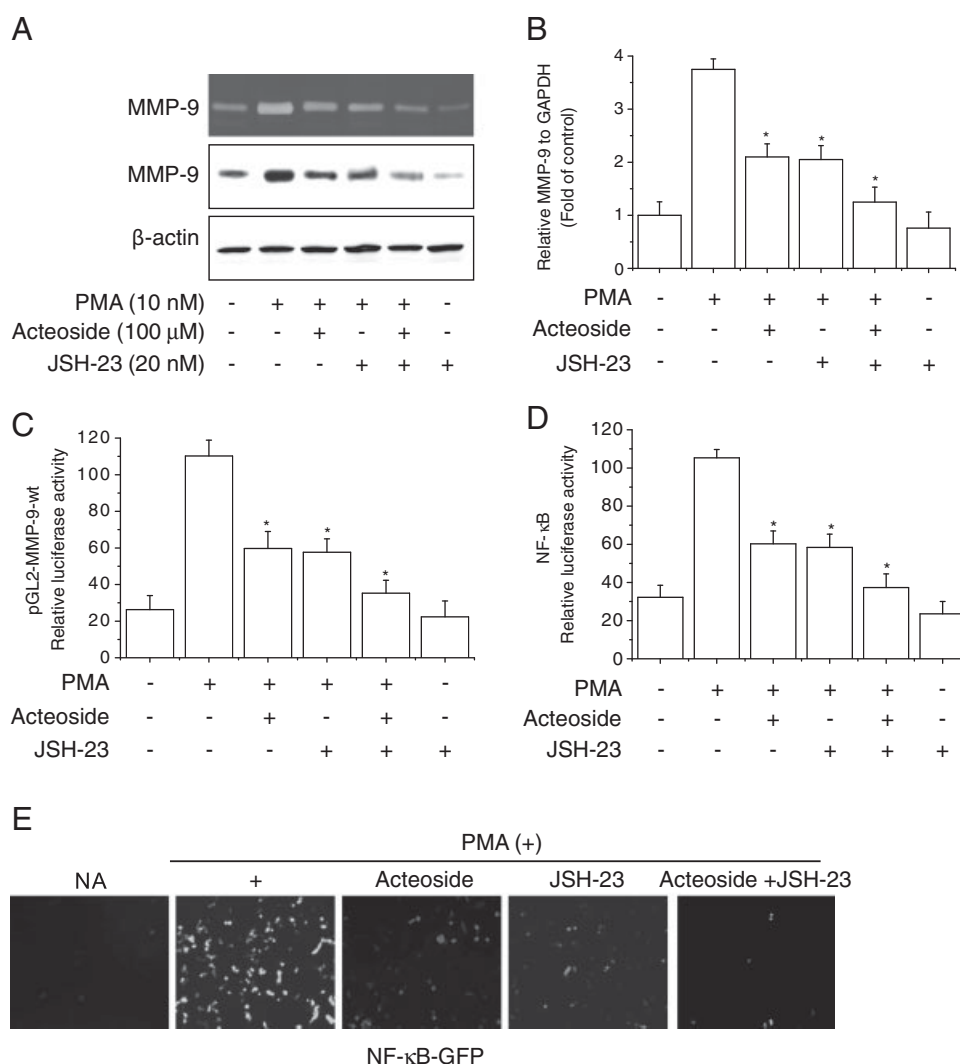 A
MMP-9
MMP-9
β-actin
PMA (10 nM) - + + + + -
Acteoside (100 μM) - - + - + -
JSH-23 (20 nM) - - - + + +
B
Relative MMP-9 to GAPDH
(Fold of control)
4
3
2
1
0
* * *
PMA - + + + + -
Acteoside - - + - + -
JSH-23 - - - + + +
C
pGL2-MMP-9-wt
Relative luciferase activity
120
100
80
60
40
20
0
* * *
PMA - + + + + -
Acteoside - - + - + -
JSH-23 - - - + + +
D
NF-κB
Relative luciferase activity
120
100
80
60
40
20
0
* * *
PMA - + + + + -
Acteoside - - + - + -
JSH-23 - - - + + +
E
PMA (+)
NA + Acteoside JSH-23 Acteoside +JSH-23
NF-κB-GFP